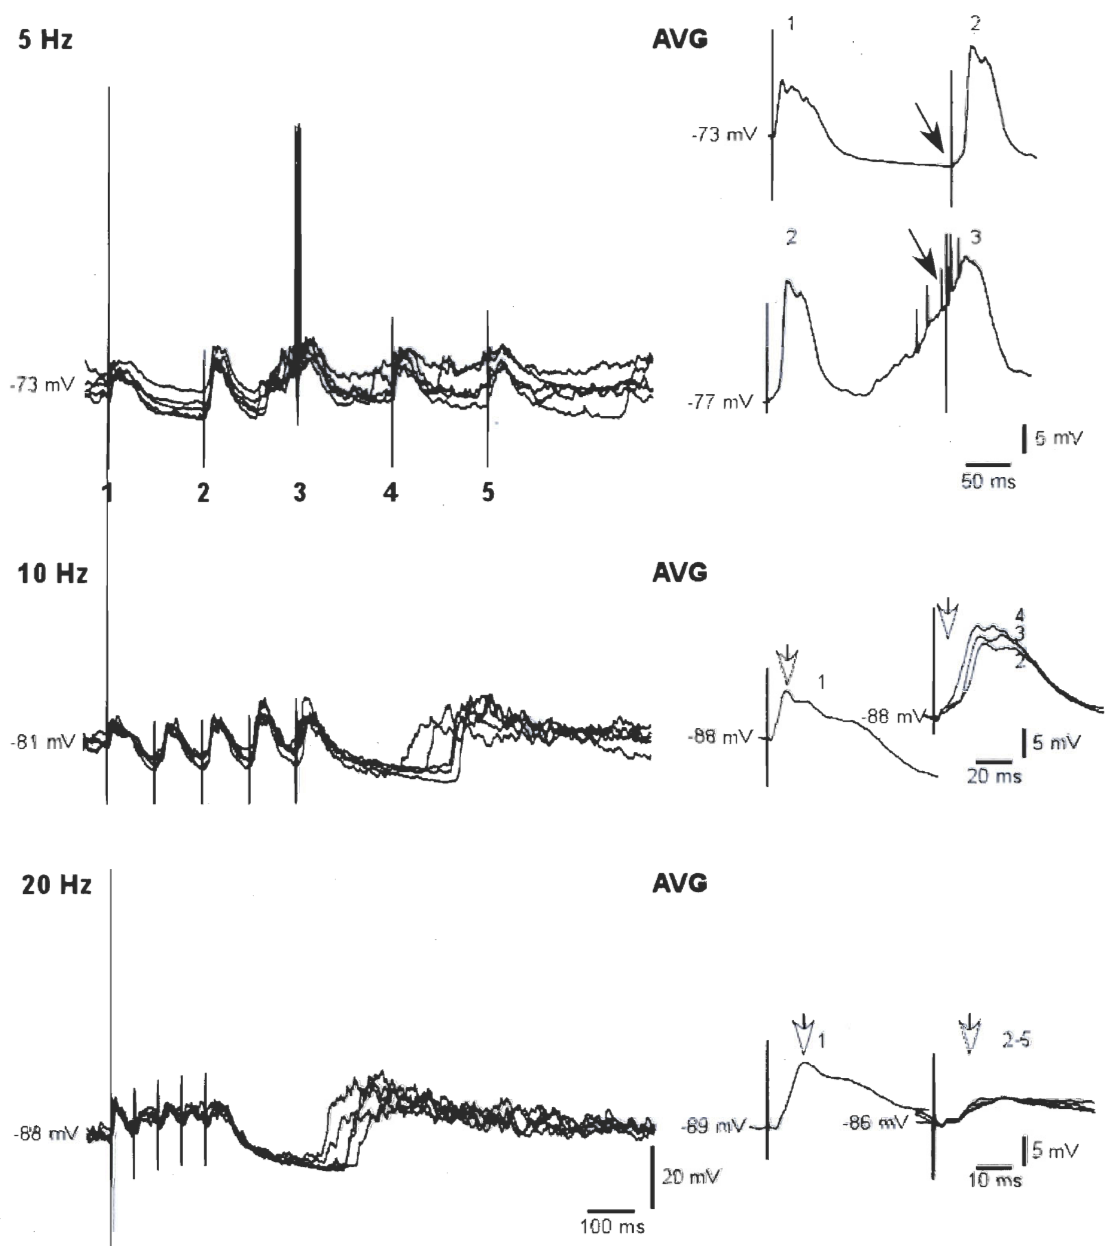 5 Hz
AVG
1
2
-73 mV
2
3
-73 mV
-77 mV
5 mV
50 ms
1 2 3 4 5
10 Hz
AVG
4
3
2
1
-81 mV
-88 mV
-88 mV
5 mV
20 ms
20 Hz
AVG
1
2-5
-88 mV
-89 mV
-86 mV
5 mV
10 ms
20 mV
100 ms